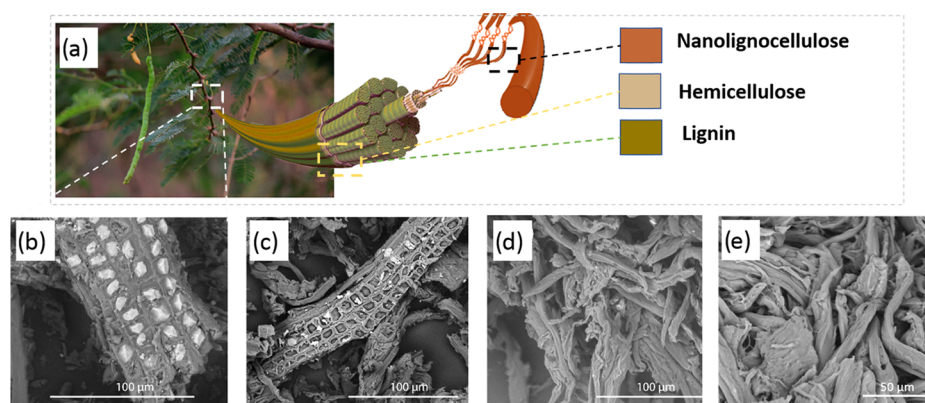 (a)
Nanolignocellulose
Hemicellulose
Lignin
(b)
(c)
(d)
(e)
100 µm
100 µm
100 µm
50 µm